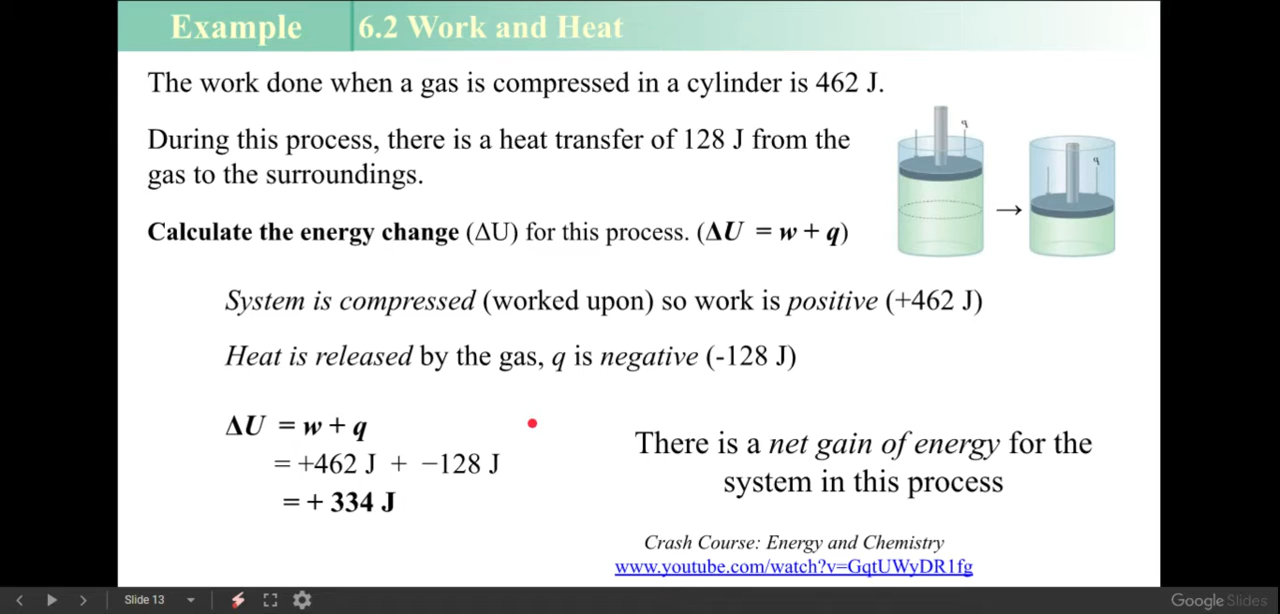 Example 6.2 Work and Heat
The work done when a gas is compressed in a cylinder is 462 J.
During this process, there is a heat transfer of 128 J from the
gas to the surroundings.
Calculate the energy change (ΔU) for this process. (ΔU = w + q)
q
q
System is compressed (worked upon) so work is positive (+462 J)
Heat is released by the gas, q is negative (-128 J)
ΔU = w + q
= +462 J + −128 J
= + 334 J
There is a net gain of energy for the
system in this process
Crash Course: Energy and Chemistry
www.youtube.com/watch?v=GqtUWyDR1fg
Slide 13
Google Slides